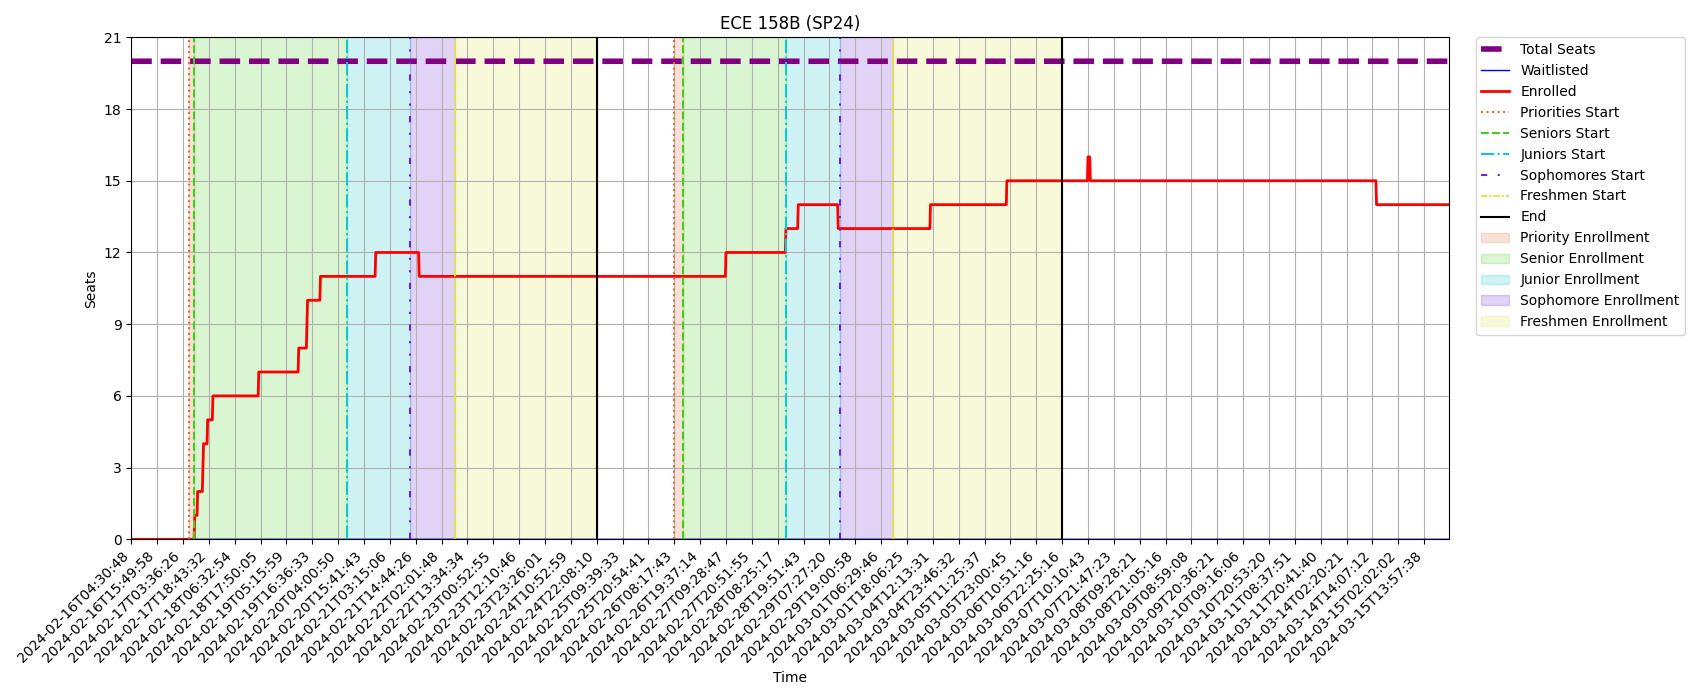 ECE 158B (SP24)
21
18
15
12
9
6
3
0
Seats
2024-02-16T04:30:48
2024-02-16T15:49:58
2024-02-17T03:36:26
2024-02-17T18:43:32
2024-02-18T06:32:54
2024-02-18T17:50:05
2024-02-19T05:15:59
2024-02-19T16:36:33
2024-02-20T04:00:50
2024-02-20T15:41:43
2024-02-21T03:15:06
2024-02-21T14:44:26
2024-02-22T02:01:48
2024-02-22T13:34:34
2024-02-23T00:52:55
2024-02-23T12:10:46
2024-02-23T23:26:01
2024-02-24T10:52:59
2024-02-24T22:08:10
2024-02-25T09:39:33
2024-02-25T20:54:41
2024-02-26T08:17:43
2024-02-26T19:37:14
2024-02-27T09:28:47
2024-02-27T20:51:55
2024-02-28T08:25:17
2024-02-28T19:51:43
2024-02-29T07:27:20
2024-02-29T19:00:58
2024-03-01T06:29:46
2024-03-01T18:06:25
2024-03-04T12:13:31
2024-03-04T23:46:32
2024-03-05T11:25:37
2024-03-05T23:00:45
2024-03-06T10:51:16
2024-03-06T22:25:16
2024-03-07T10:10:43
2024-03-07T21:47:23
2024-03-08T09:28:21
2024-03-08T21:05:16
2024-03-09T08:59:08
2024-03-09T20:36:21
2024-03-10T09:16:06
2024-03-10T20:53:20
2024-03-11T08:37:51
2024-03-11T20:41:40
2024-03-14T02:20:21
2024-03-14T14:07:12
2024-03-15T02:02:02
2024-03-15T13:57:38
Time
Total Seats
Waitlisted
Enrolled
Priorities Start
Seniors Start
Juniors Start
Sophomores Start
Freshmen Start
End
Priority Enrollment
Senior Enrollment
Junior Enrollment
Sophomore Enrollment
Freshmen Enrollment